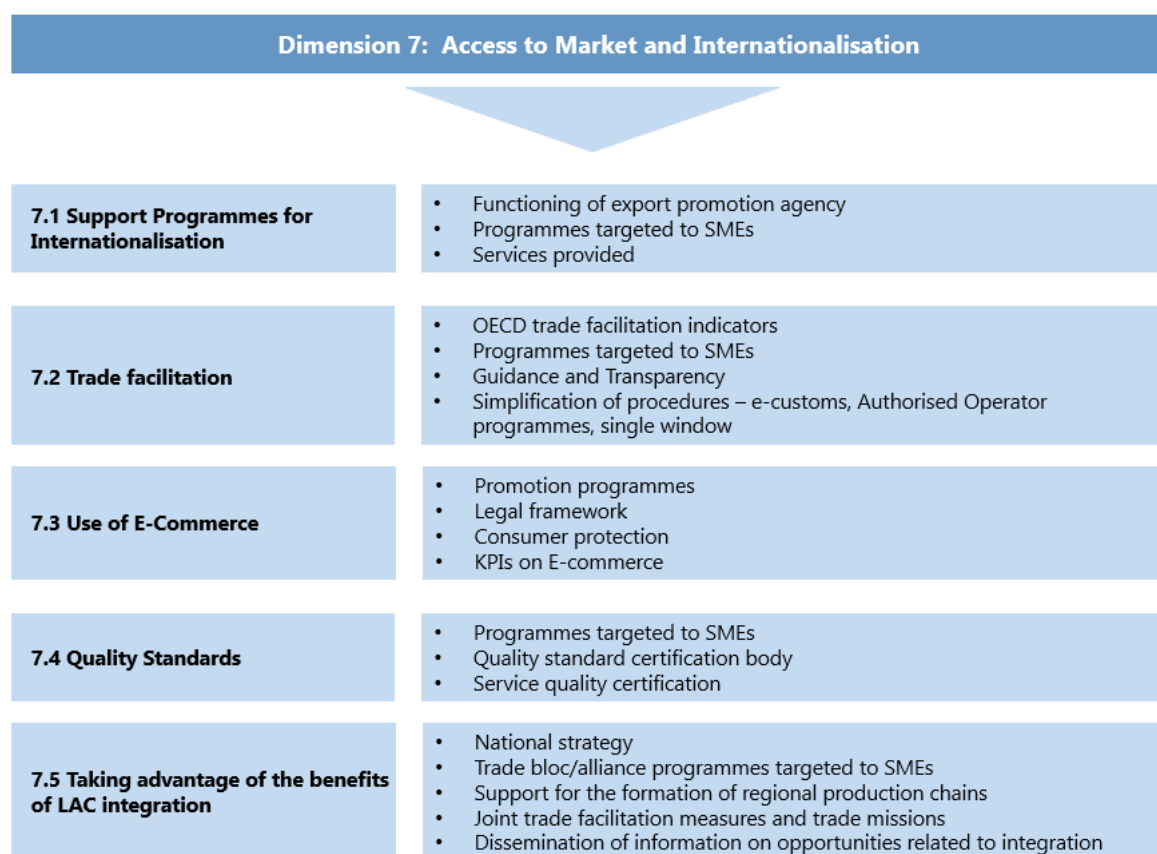 Dimension 7: Access to Market and Internationalisation
7.1 Support Programmes for
Internationalisation
• Functioning of export promotion agency
• Programmes targeted to SMEs
• Services provided
7.2 Trade facilitation
• OECD trade facilitation indicators
• Programmes targeted to SMEs
• Guidance and Transparency
• Simplification of procedures – e-customs, Authorised Operator
programmes, single window
7.3 Use of E-Commerce
• Promotion programmes
• Legal framework
• Consumer protection
• KPIs on E-commerce
7.4 Quality Standards
• Programmes targeted to SMEs
• Quality standard certification body
• Service quality certification
7.5 Taking advantage of the benefits
of LAC integration
• National strategy
• Trade bloc/alliance programmes targeted to SMEs
• Support for the formation of regional production chains
• Joint trade facilitation measures and trade missions
• Dissemination of information on opportunities related to integration